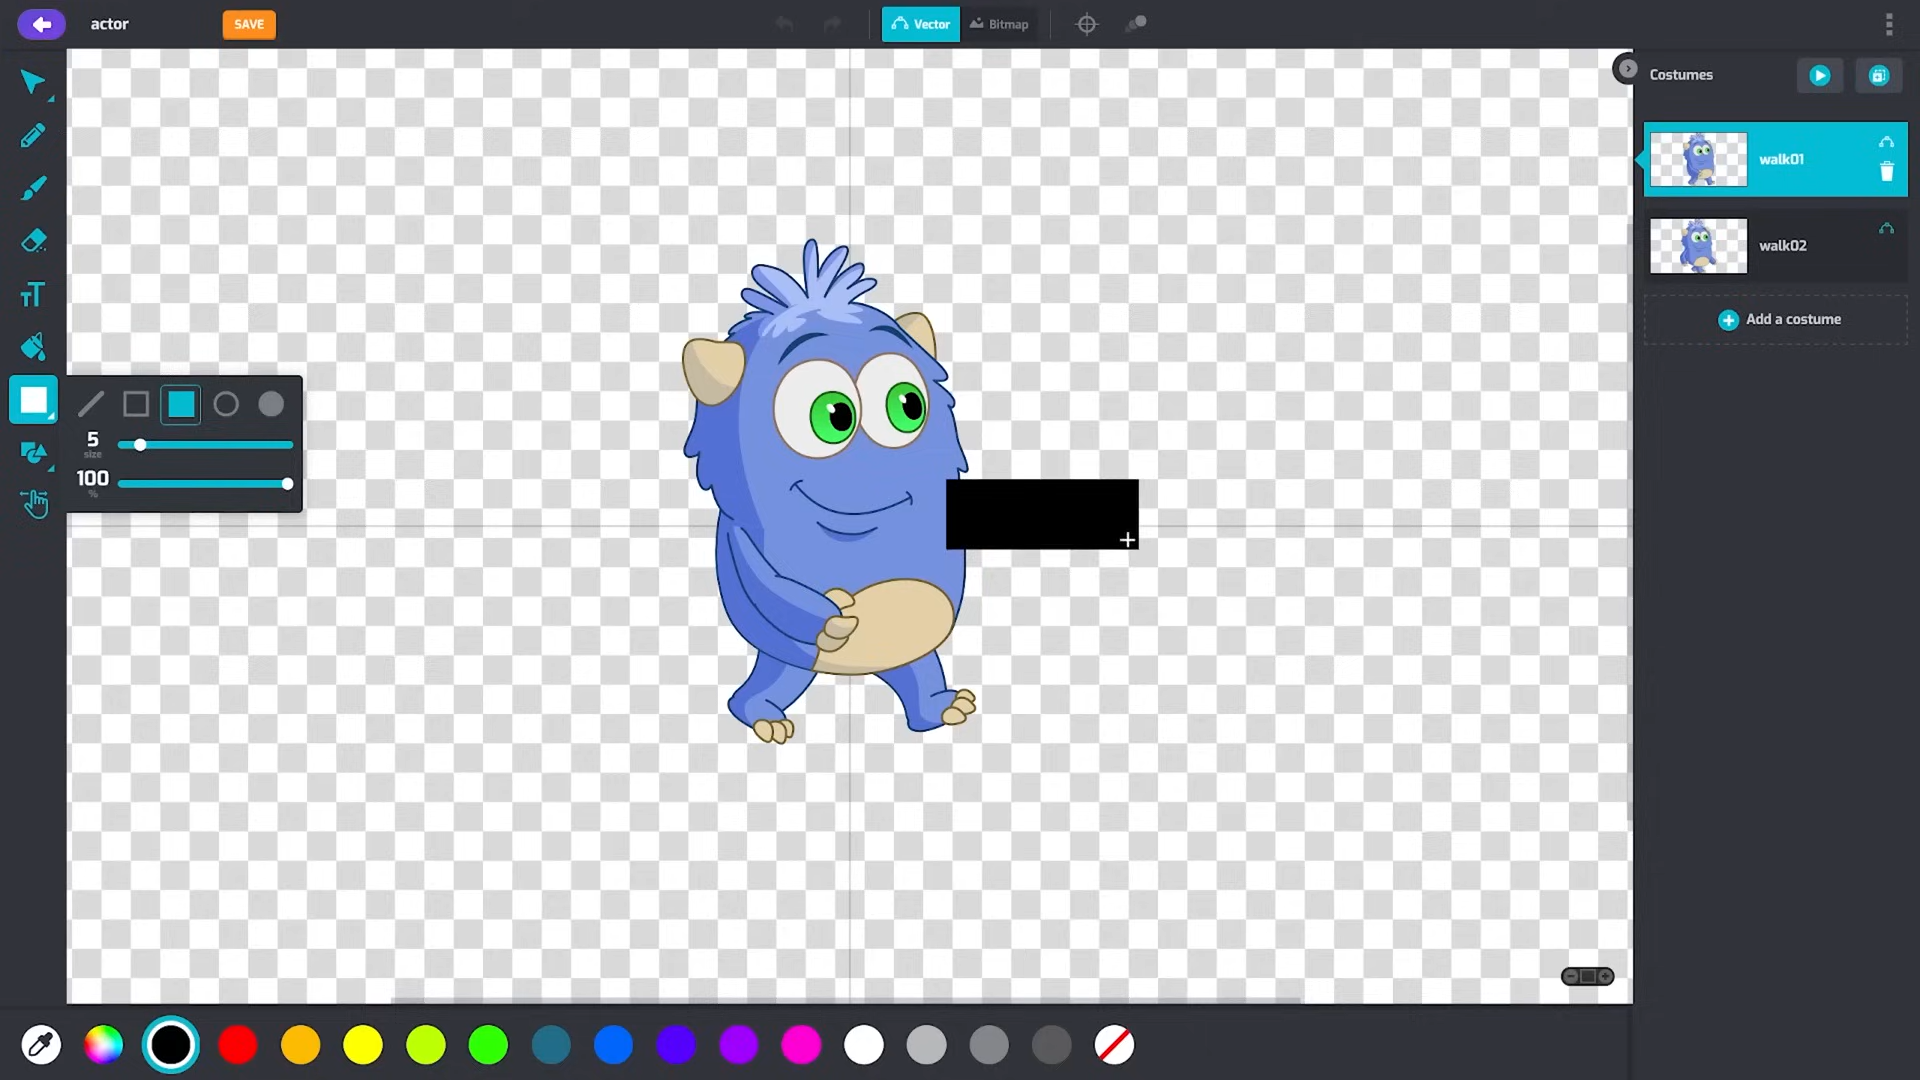 actor
SAVE
Vector
Bitmap
Costumes
walk01
walk02
Add a costume
5
size
100
%